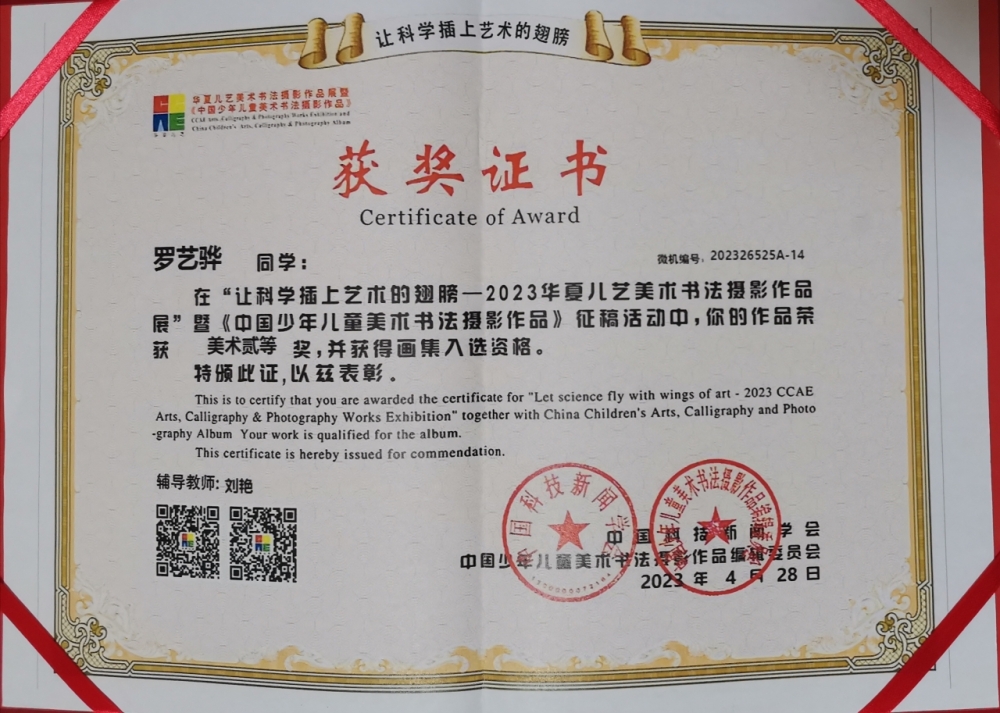 让科学插上艺术的翅膀
华夏儿艺美术书法摄影作品展暨
《中国少年儿童美术书法摄影作品》
CCAE Arts, Calligraphy & Photography Works Exhibition and
China Children's Arts, Calligraphy & Photography Album
获奖证书
Certificate of Award
罗艺骅 同学：
微机编号：202326525A-14
在“让科学插上艺术的翅膀—2023华夏儿艺美术书法摄影作品
展”暨《中国少年儿童美术书法摄影作品》征稿活动中，你的作品荣
获 美术贰等 奖，并获得画集入选资格。
特颁此证，以兹表彰。
This is to certify that you are awarded the certificate for "Let science fly with wings of art - 2023 CCAE
Arts, Calligraphy & Photography Works Exhibition" together with China Children's Arts, Calligraphy and Photo
-graphy Album Your work is qualified for the album.
This certificate is hereby issued for commendation.
辅导教师：刘艳
中国科技新闻学会
中国少年儿童美术书法摄影作品编辑委员会
2023 年 4 月 28 日
中国科技新闻学会